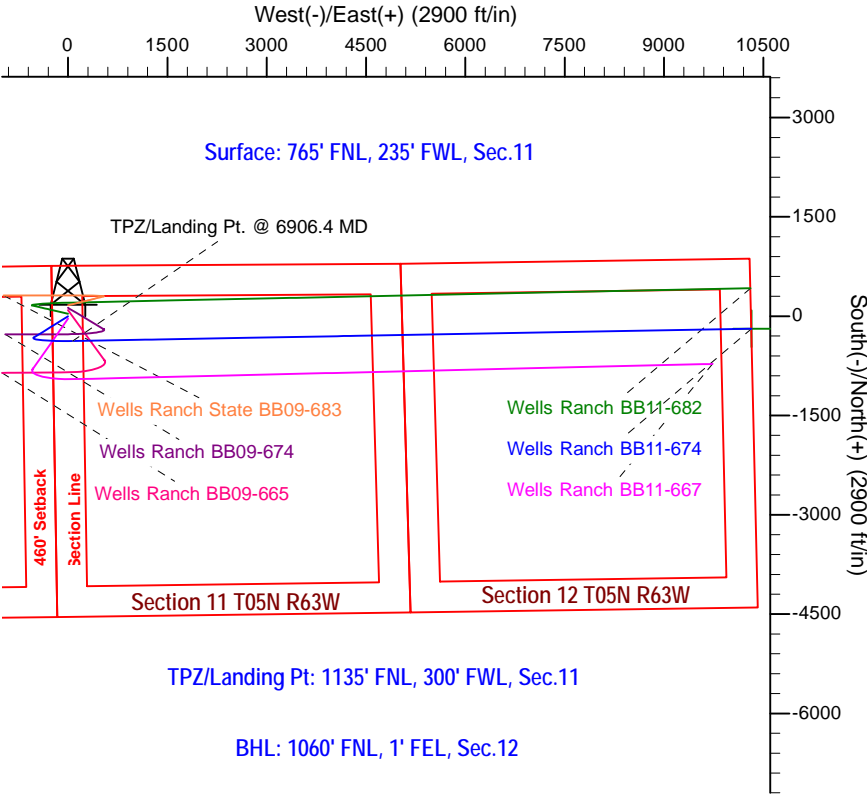 West(-)/East(+) (2900 ft/in)
0 1500 3000 4500 6000 7500 9000 10500
3000
Surface: 765' FNL, 235' FWL, Sec.11
1500
TPZ/Landing Pt. @ 6906.4 MD
0
South(-)/North(+) (2900 ft/in)
-1500
Wells Ranch State BB09-683
Wells Ranch BB11-682
Wells Ranch BB09-674
Wells Ranch BB11-674
Wells Ranch BB09-665
Wells Ranch BB11-667
460' Setback
Section Line
-3000
Section 11 T05N R63W
Section 12 T05N R63W
-4500
TPZ/Landing Pt: 1135' FNL, 300' FWL, Sec.11
-6000
BHL: 1060' FNL, 1' FEL, Sec.12